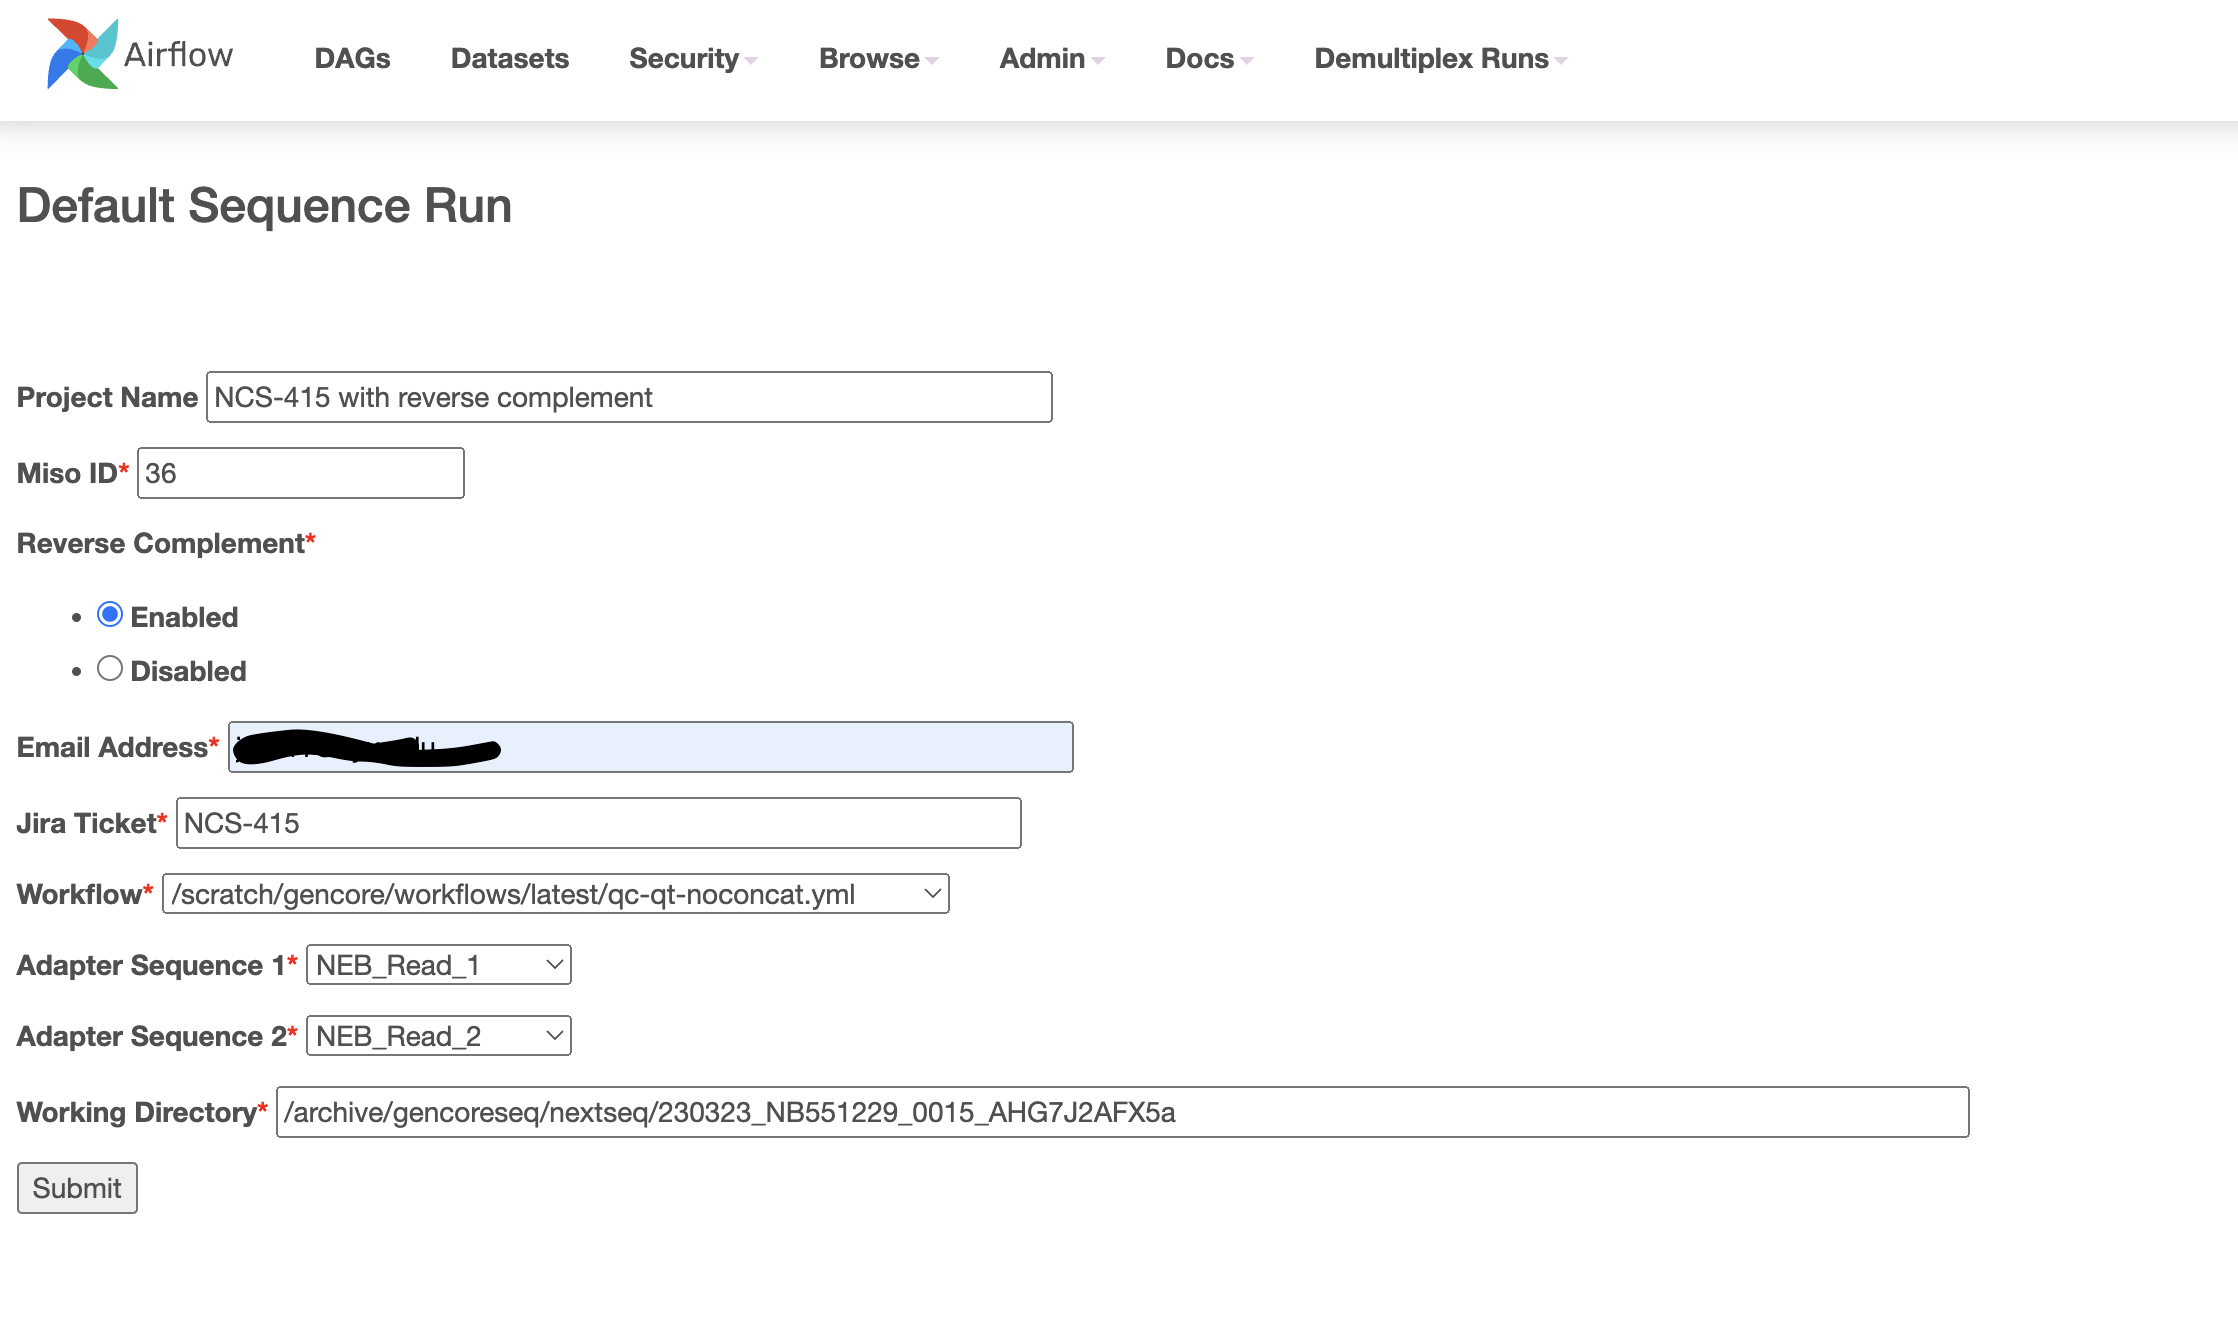 Airflow DAGs Datasets Security Browse Admin Docs Demultiplex Runs
Default Sequence Run
Project Name NCS-415 with reverse complement
Miso ID* 36
Reverse Complement*
• Enabled
• Disabled
Email Address*
Jira Ticket* NCS-415
Workflow* /scratch/gencore/workflows/latest/qc-qt-noconcat.yml
Adapter Sequence 1* NEB_Read_1
Adapter Sequence 2* NEB_Read_2
Working Directory* /archive/gencoreseq/nextseq/230323_NB551229_0015_AHG7J2AFX5a
Submit